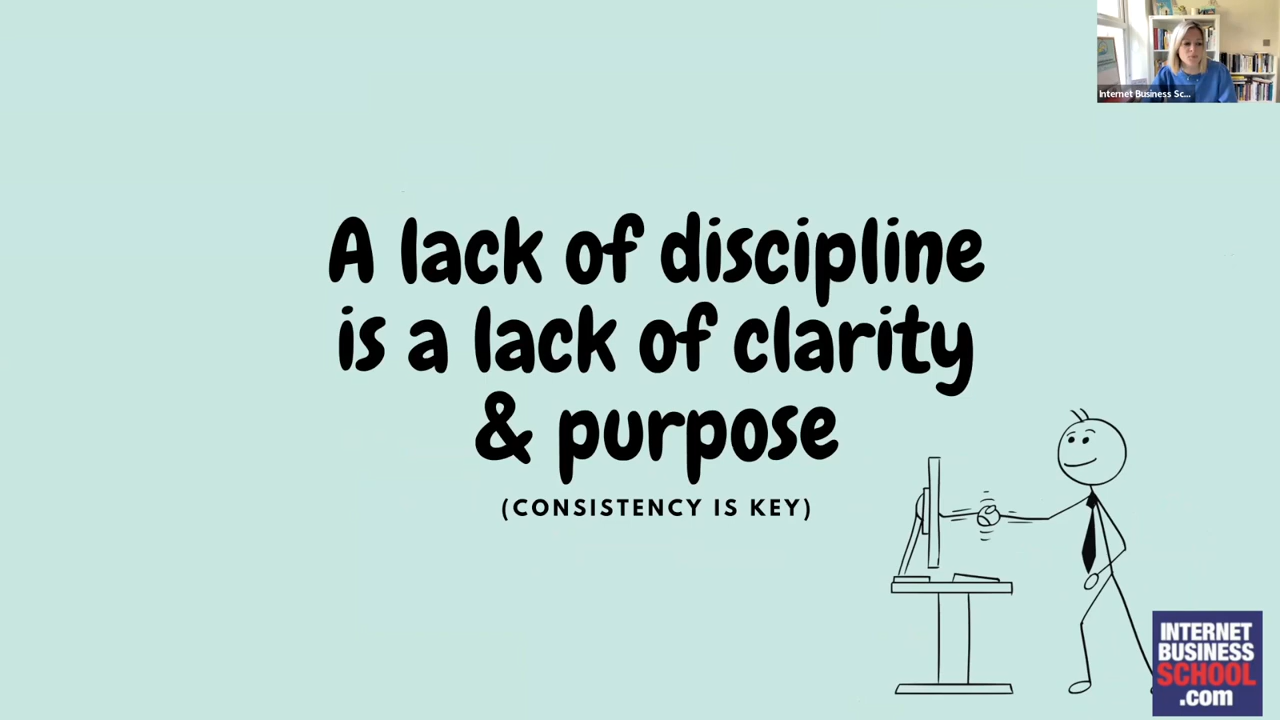 Internet Business Sc...
A lack of discipline
is a lack of clarity
& purpose
(CONSISTENCY IS KEY)
INTERNET
BUSINESS
SCHOOL
.com